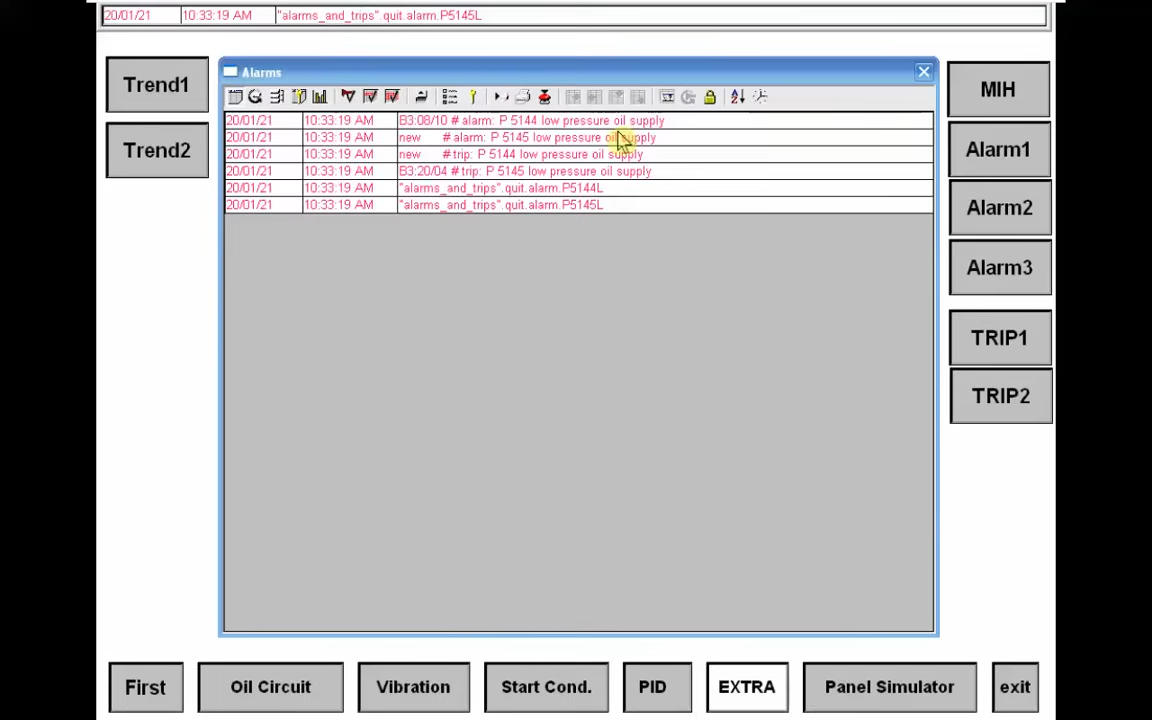 20/01/21 10:33:19 AM "alarms_and_trips".quit.alarm.P5145L
Trend1
Trend2
Alarms
20/01/21 10:33:19 AM B3:08/10 # alarm: P 5144 low pressure oil supply
20/01/21 10:33:19 AM new # alarm: P 5145 low pressure oil supply
20/01/21 10:33:19 AM new # trip: P 5144 low pressure oil supply
20/01/21 10:33:19 AM B3:20/04 # trip: P 5145 low pressure oil supply
20/01/21 10:33:19 AM "alarms_and_trips".quit.alarm.P5144L
20/01/21 10:33:19 AM "alarms_and_trips".quit.alarm.P5145L
MIH
Alarm1
Alarm2
Alarm3
TRIP1
TRIP2
First Oil Circuit Vibration Start Cond. PID EXTRA Panel Simulator exit